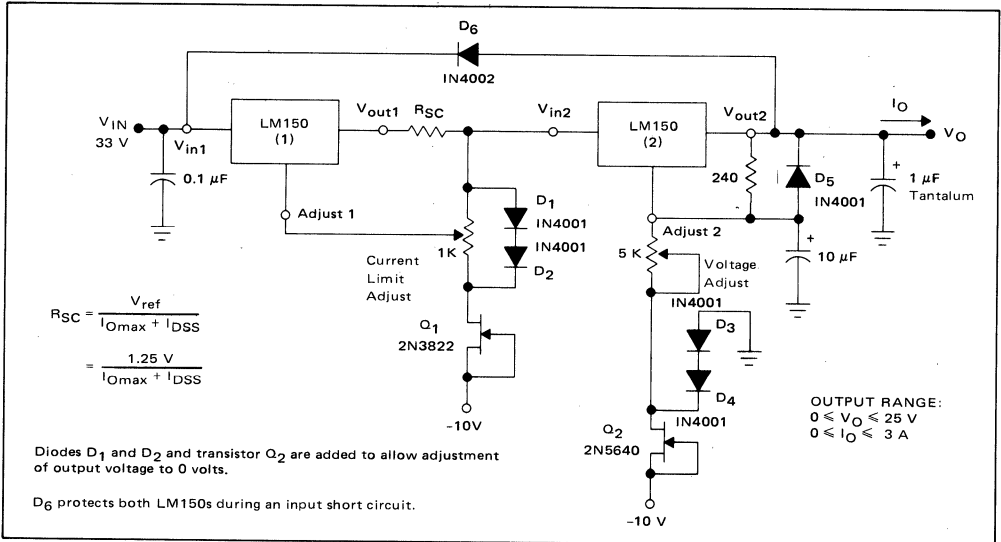 D6
IN4002
VIN
33 V
Vin1
0.1 μF
LM150
(1)
Vout1
RSC
Vin2
LM150
(2)
Vout2
IO
VO
240
D5
IN4001
+
1 μF
Tantalum
Adjust 1
D1
IN4001
IN4001
D2
1K
Current
Limit
Adjust
Adjust 2
5 K
Voltage
Adjust
+
10 μF
IN4001
D3
D4
IN4001
Q1
2N3822
-10V
Q2
2N5640
-10 V
RSC = Vref / IOmax + IDSS
= 1.25 V / IOmax + IDSS
OUTPUT RANGE:
0 ≤ VO ≤ 25 V
0 ≤ IO ≤ 3 A
Diodes D1 and D2 and transistor Q2 are added to allow adjustment
of output voltage to 0 volts.
D6 protects both LM150s during an input short circuit.